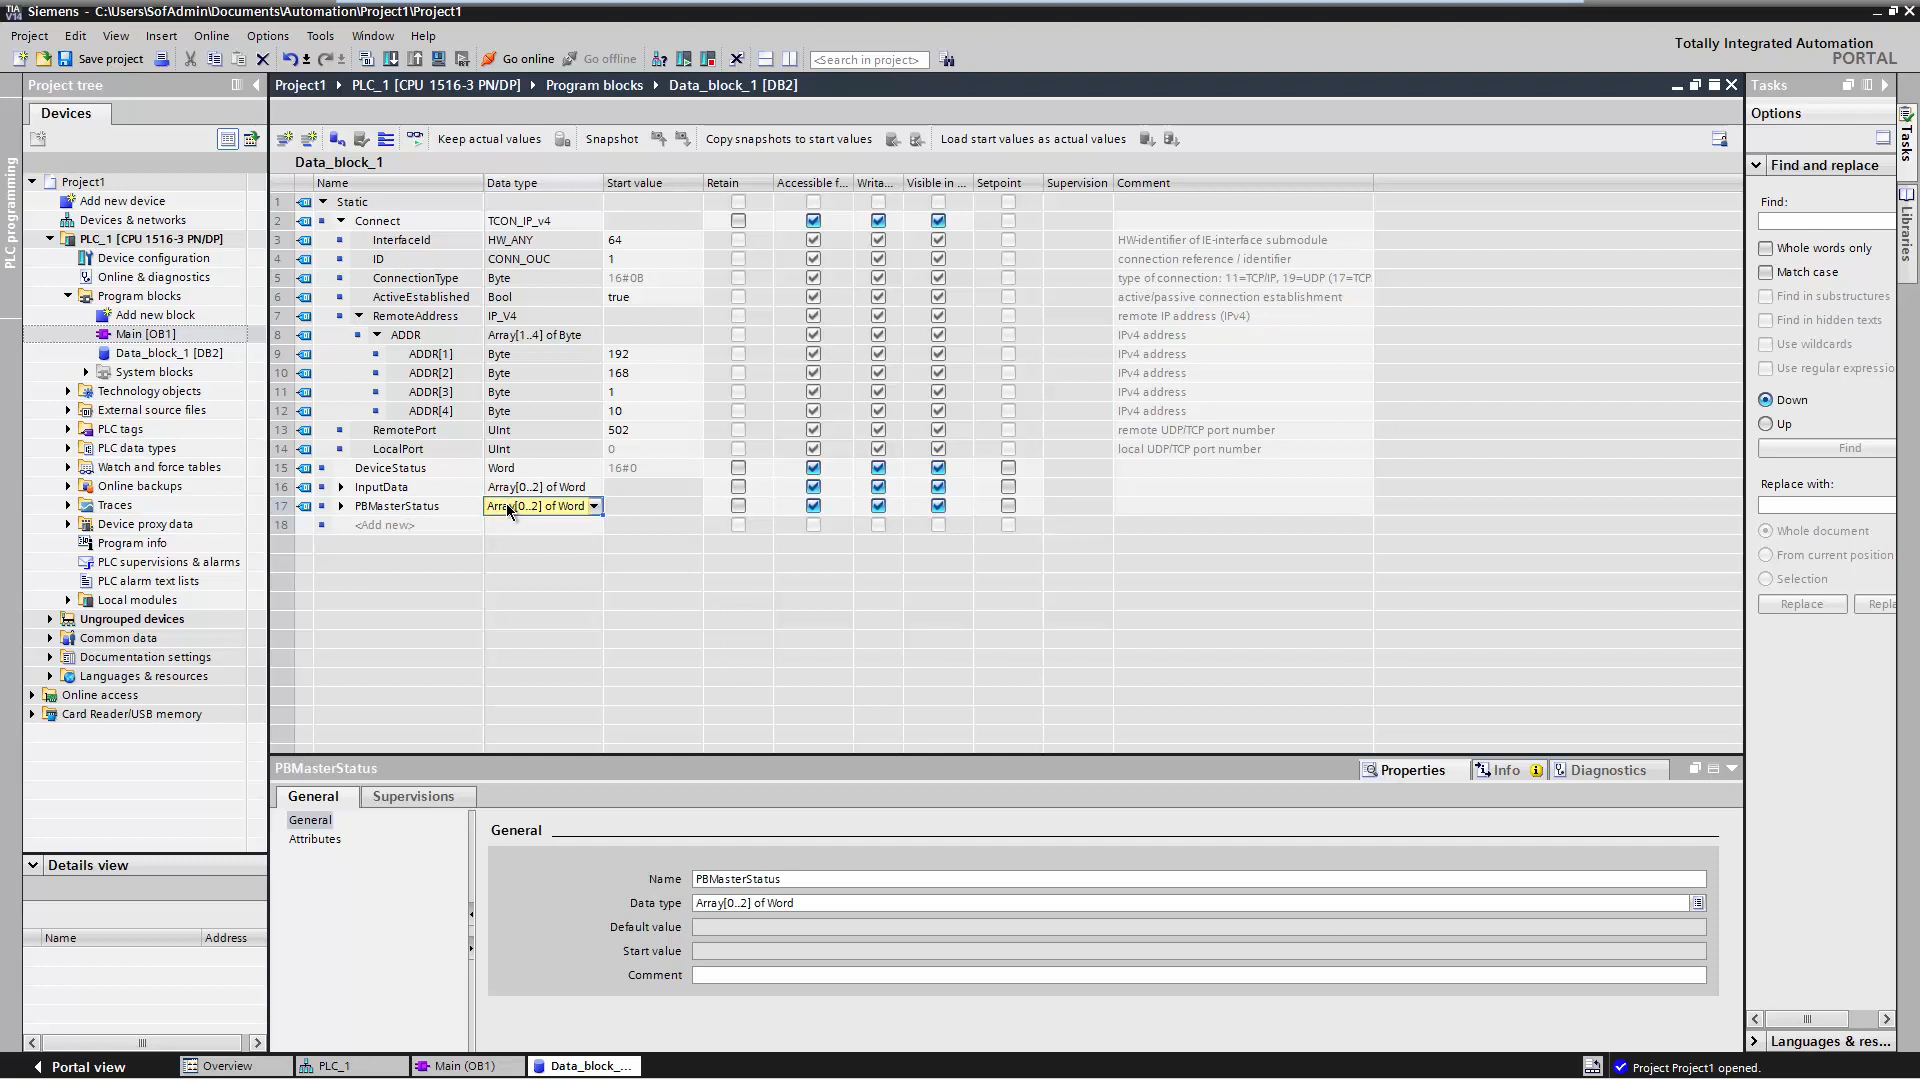 TIA V14 Siemens - C:\Users\SofAdmin\Documents\Automation\Project1\Project1
Project Edit View Insert Online Options Tools Window Help
Totally Integrated Automation
PORTAL
Save project Go online Go offline <Search in project>
Project tree
Project1 PLC_1 [CPU 1516-3 PN/DP] Program blocks Data_block_1 [DB2]
Tasks
Devices
Options
Keep actual values Snapshot Copy snapshots to start values Load start values as actual values
Data_block_1
Find and replace
PLC programming
Tasks
Libraries
Name Data type Start value Retain Accessible f... Writa... Visible in ... Setpoint Supervision Comment
1 Static
2 Connect TCON_IP_v4
3 InterfaceId HW_ANY 64 HW-identifier of IE-interface submodule
4 ID CONN_OUC 1 connection reference / identifier
5 ConnectionType Byte 16#0B type of connection: 11=TCP/IP, 19=UDP (17=TCP
6 ActiveEstablished Bool true active/passive connection establishment
7 RemoteAddress IP_V4 remote IP address (IPv4)
8 ADDR Array[1..4] of Byte IPv4 address
9 ADDR[1] Byte 192 IPv4 address
10 ADDR[2] Byte 168 IPv4 address
11 ADDR[3] Byte 1 IPv4 address
12 ADDR[4] Byte 10 IPv4 address
13 RemotePort UInt 502 remote UDP/TCP port number
14 LocalPort UInt 0 local UDP/TCP port number
15 DeviceStatus Word 16#0
16 InputData Array[0..2] of Word
17 PBMasterStatus Array[0..2] of Word
18 <Add new>
Project1
Add new device
Devices & networks
PLC_1 [CPU 1516-3 PN/DP]
Device configuration
Online & diagnostics
Program blocks
Add new block
Main [OB1]
Data_block_1 [DB2]
System blocks
Technology objects
External source files
PLC tags
PLC data types
Watch and force tables
Online backups
Traces
Device proxy data
Program info
PLC supervisions & alarms
PLC alarm text lists
Local modules
Ungrouped devices
Common data
Documentation settings
Languages & resources
Online access
Card Reader/USB memory
Details view
Name Address
Find:
Whole words only
Match case
Find in substructures
Find in hidden texts
Use wildcards
Use regular expressio
Down
Up
Find
Replace with:
Whole document
From current position
Selection
Replace Repla
Languages & res...
PBMasterStatus
Properties Info Diagnostics
General Supervisions
General
Attributes
General
Name PBMasterStatus
Data type Array[0..2] of Word
Default value
Start value
Comment
Portal view Overview PLC_1 Main (OB1) Data_block_... Project Project1 opened.